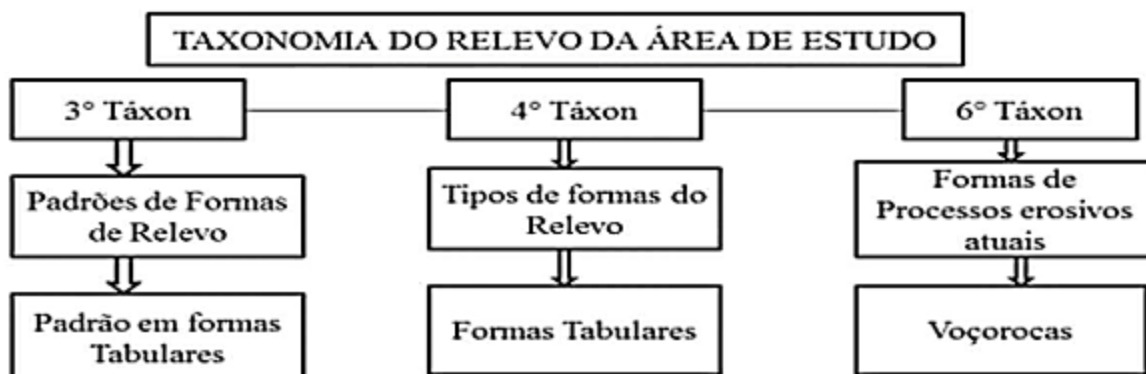 TAXONOMIA DO RELEVO DA ÁREA DE ESTUDO
3° Táxon
4° Táxon
6° Táxon
Padrões de Formas
de Relevo
Tipos de formas do
Relevo
Formas de
Processos erosivos
atuais
Padrão em formas
Tabulares
Formas Tabulares
Voçorocas